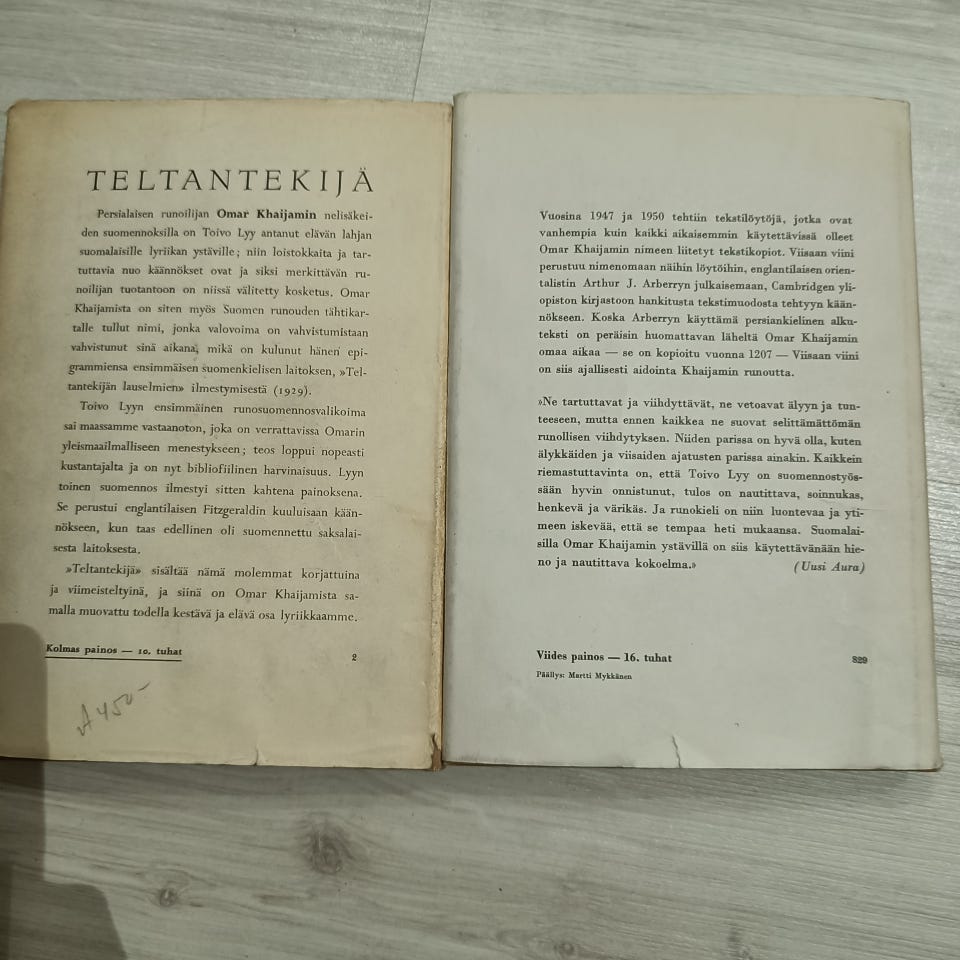 TELTANTEKIJÄ
Persialaisen runoilijan Omar Khaijamin nelisäkei-
den suomennoksilla on Toivo Lyy antanut elävän lahjan
suomalaisille lyriikan ystäville; niin loistokkaita ja tar-
tuttavia nuo käännökset ovat ja siksi merkittävän ru-
noilijan tuotantoon on niissä välitetty kosketus. Omar
Khaijamista on siten myös Suomen runouden tähtikar-
talle tullut nimi, jonka valovoima on vahvistumistaan
vahvistunut sinä aikana, mikä on kulunut hänen epi-
grammiensa ensimmäisen suomenkielisen laitoksen, »Tel-
tantekijän lauselmien» ilmestymisestä (1929).
Toivo Lyyn ensimmäinen runosuomennosvalikoima
sai maassamme vastaanoton, joka on verrattavissa Omarin
yleismaailmalliseen menestykseen; teos loppui nopeasti
kustantajalta ja on nyt bibliofiilinen harvinaisuus. Lyyn
toinen suomennos ilmestyi sitten kahtena painoksena.
Se perustui englantilaisen Fitzgeraldin kuuluisaan kään-
nökseen, kun taas edellinen oli suomennettu saksalai-
sesta laitoksesta.
»Teltantekijä» sisältää nämä molemmat korjattuina
ja viimeisteltyinä, ja siinä on Omar Khaijamista sa-
malla muovattu todella kestävä ja elävä osa lyriikkaamme.
Kolmas painos — 10. tuhat 2
A 450-
Vuosina 1947 ja 1950 tehtiin tekstilöytöjä, jotka ovat
vanhempia kuin kaikki aikaisemmin käytettävissä olleet
Omar Khaijamin nimeen liitetyt tekstikopiot. Viisaan viini
perustuu nimenomaan näihin löytöihin, englantilaisen orien-
talistin Arthur J. Arberryn julkaisemaan, Cambridgen yli-
opiston kirjastoon hankitusta tekstimuodosta tehtyyn kään-
nökseen. Koska Arberryn käyttämä persiankielinen alku-
teksti on peräisin huomattavan läheltä Omar Khaijamin
omaa aikaa — se on kopioitu vuonna 1207 — Viisaan viini
on siis ajallisesti aidointa Khaijamin runoutta.
»Ne tartuttavat ja viihdyttävät, ne vetoavat älyyn ja tun-
teeseen, mutta ennen kaikkea ne suovat selittämättömän
runollisen viihdytyksen. Niiden parissa on hyvä olla, kuten
älykkäiden ja viisaiden ajatusten parissa ainakin. Kaikkein
riemastuttavinta on, että Toivo Lyy on suomennostyös-
sään hyvin onnistunut, tulos on nautittava, soinnukas,
henkevä ja värikäs. Ja runokieli on niin luontevaa ja yti-
meen iskevää, että se tempaa heti mukaansa. Suomalai-
silla Omar Khaijamin ystävillä on siis käytettävänään hie-
no ja nautittava kokoelma.» (Uusi Aura)
Viides painos — 16. tuhat 829
Päällys: Martti Mykkänen